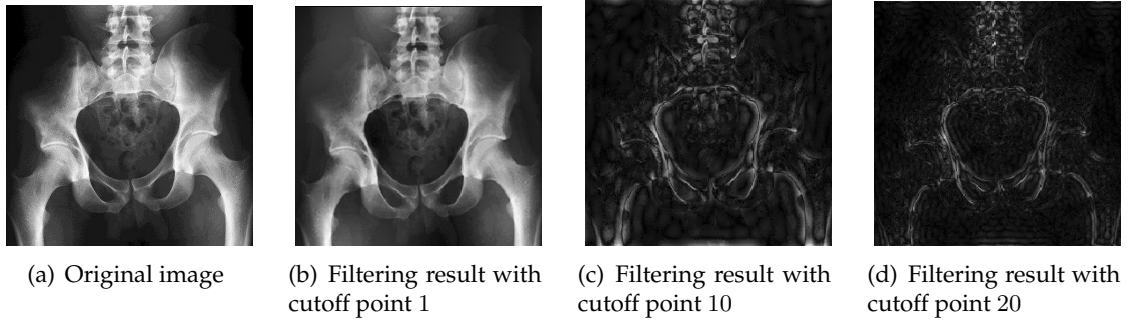 (a) Original image
(b) Filtering result with
cutoff point 1
(c) Filtering result with
cutoff point 10
(d) Filtering result with
cutoff point 20